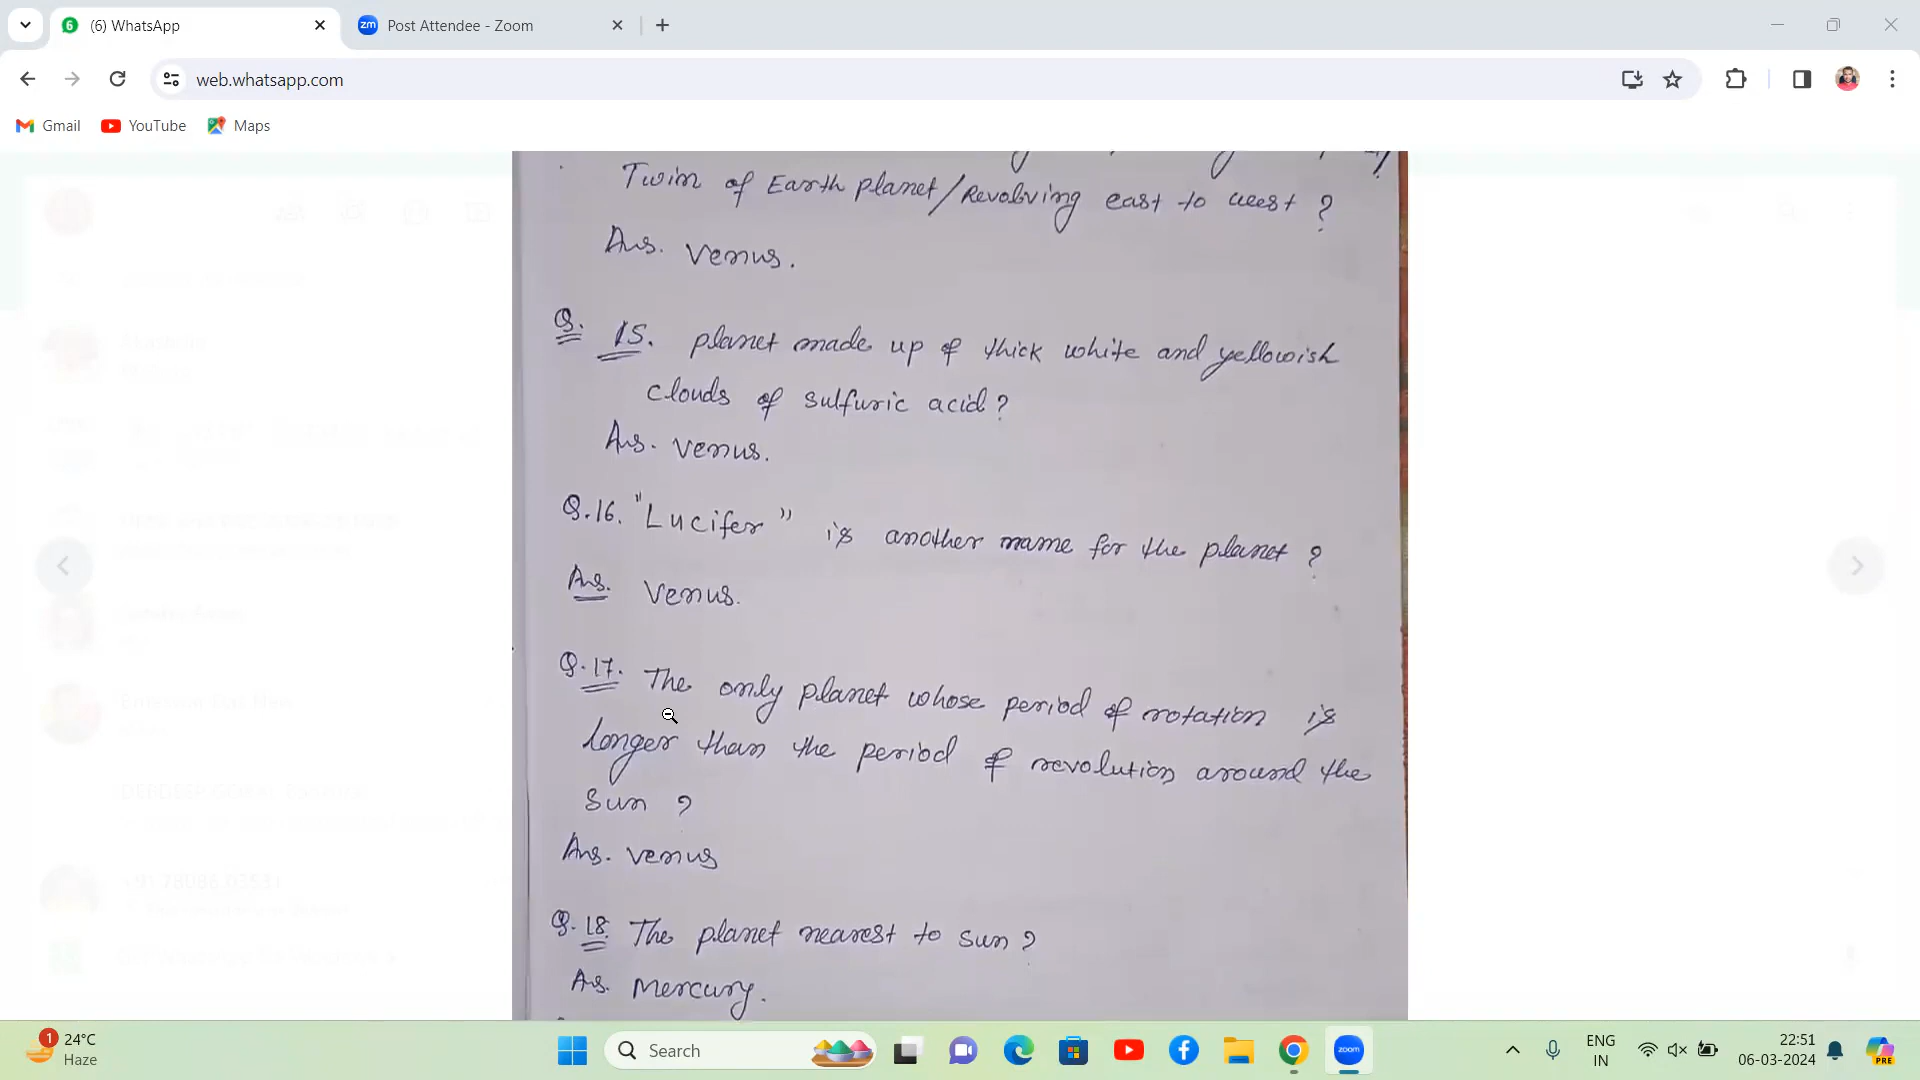 (6) WhatsApp
Post Attendee - Zoom
web.whatsapp.com
Gmail
YouTube
Maps
Twin of Earth planet/Revolving east to west ?
Ans. Venus.
Q. 15. planet made up of thick white and yellowish
clouds of sulfuric acid?
Ans. Venus.
Q.16. "Lucifer" is another name for the planet ?
Ans. Venus.
Q.17. The only planet whose period of rotation is
longer than the period of revolution around the
Sun ?
Ans. Venus
Q.18. The planet nearest to sun ?
Ans. Mercury.
1
24°C
Haze
Search
zoom
ENG
IN
22:51
06-03-2024
PRE